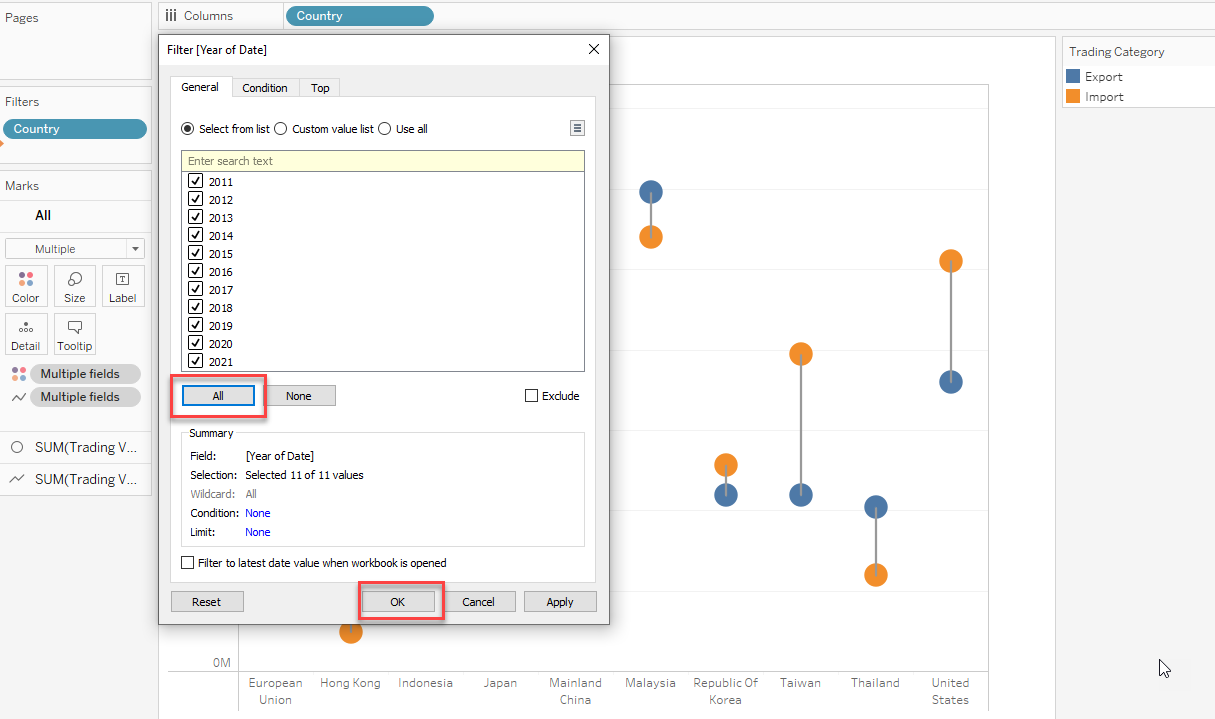 Pages
Columns
Country
Filters
Country
Marks
All
Multiple
Color
Size
Label
Detail
Tooltip
Multiple fields
Multiple fields
SUM(Trading V...
SUM(Trading V...
Filter [Year of Date]
General
Condition
Top
Select from list
Custom value list
Use all
Enter search text
2011
2012
2013
2014
2015
2016
2017
2018
2019
2020
2021
All
None
Exclude
Summary
Field: [Year of Date]
Selection: Selected 11 of 11 values
Wildcard: All
Condition: None
Limit: None
Filter to latest date value when workbook is opened
Reset
OK
Cancel
Apply
0M
European
Union
Hong Kong
Indonesia
Japan
Mainland
China
Malaysia
Republic Of
Korea
Taiwan
Thailand
United
States
Trading Category
Export
Import